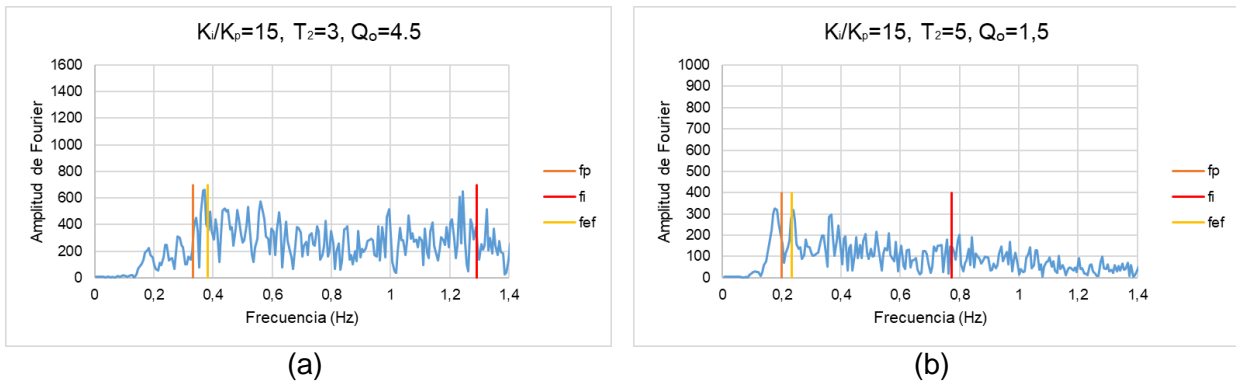 Kᵢ/Kₚ=15, T₂=3, Qₒ=4.5
Amplitud de Fourier
1600
1400
1200
1000
800
600
400
200
0
0 0,2 0,4 0,6 0,8 1 1,2 1,4
Frecuencia (Hz)
fp
fi
fef
(a)
Kᵢ/Kₚ=15, T₂=5, Qₒ=1,5
Amplitud de Fourier
1000
900
800
700
600
500
400
300
200
100
0
0 0,2 0,4 0,6 0,8 1 1,2 1,4
Frecuencia (Hz)
fp
fi
fef
(b)